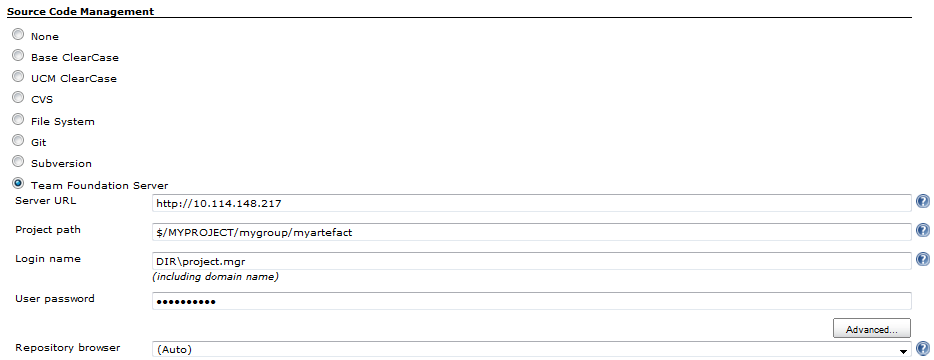 Source Code Management
None
Base ClearCase
UCM ClearCase
CVS
File System
Git
Subversion
Team Foundation Server
Server URL http://10.114.148.217
Project path $/MYPROJECT/mygroup/myartefact
Login name DIR\project.mgr
(including domain name)
User password ••••••••••
Advanced...
Repository browser (Auto)